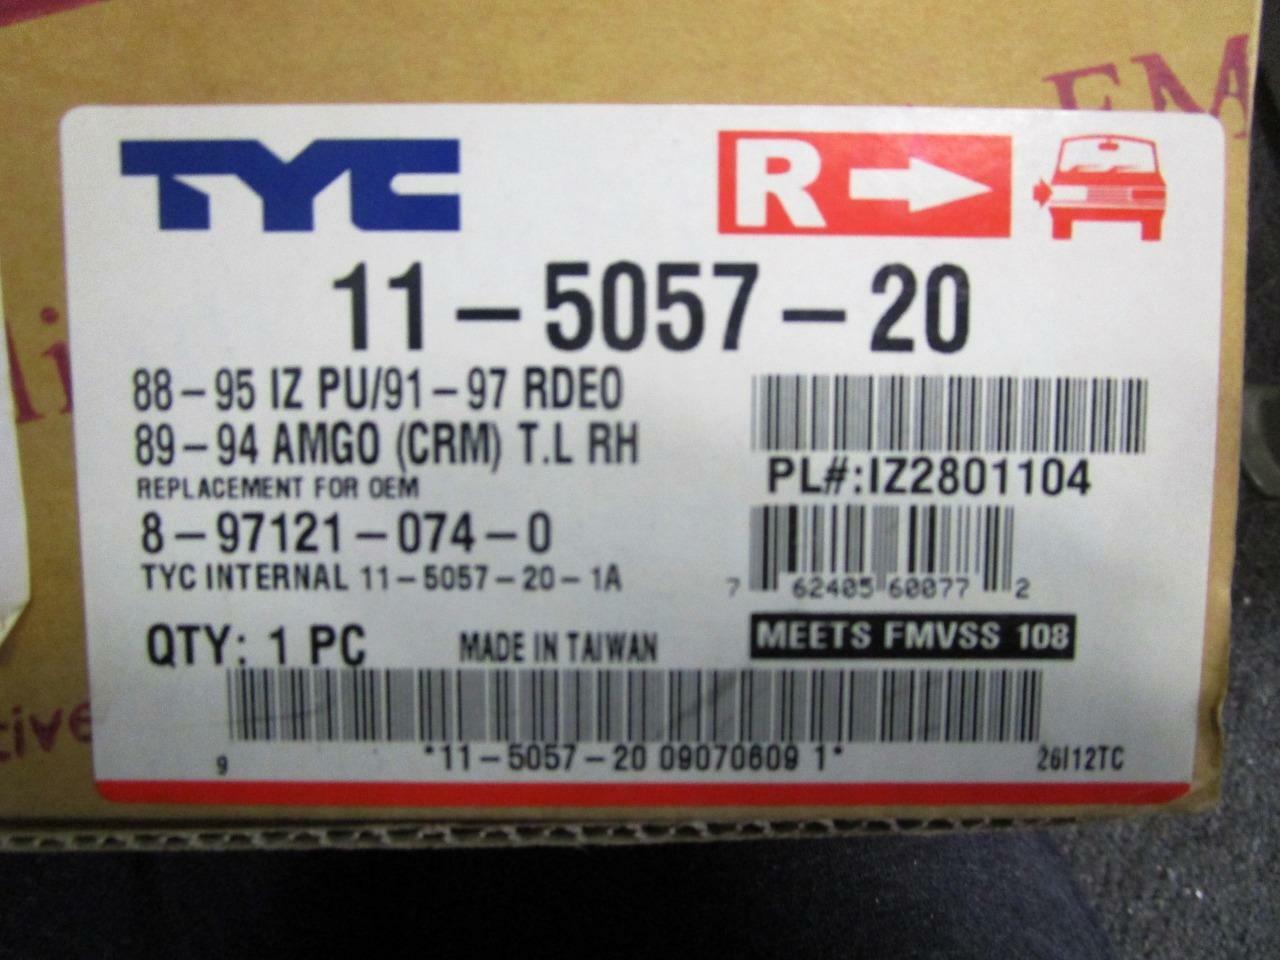 TYC
R
11-5057-20
88-95 IZ PU/91-97 RDEO
89-94 AMGO (CRM) T.L RH
REPLACEMENT FOR OEM
8-97121-074-0
TYC INTERNAL 11-5057-20-1A
PL#:IZ2801104
7 62405 60077 2
MEETS FMVSS 108
QTY: 1 PC
MADE IN TAIWAN
9
*11-5057-20 09070609 1*
26I12TC